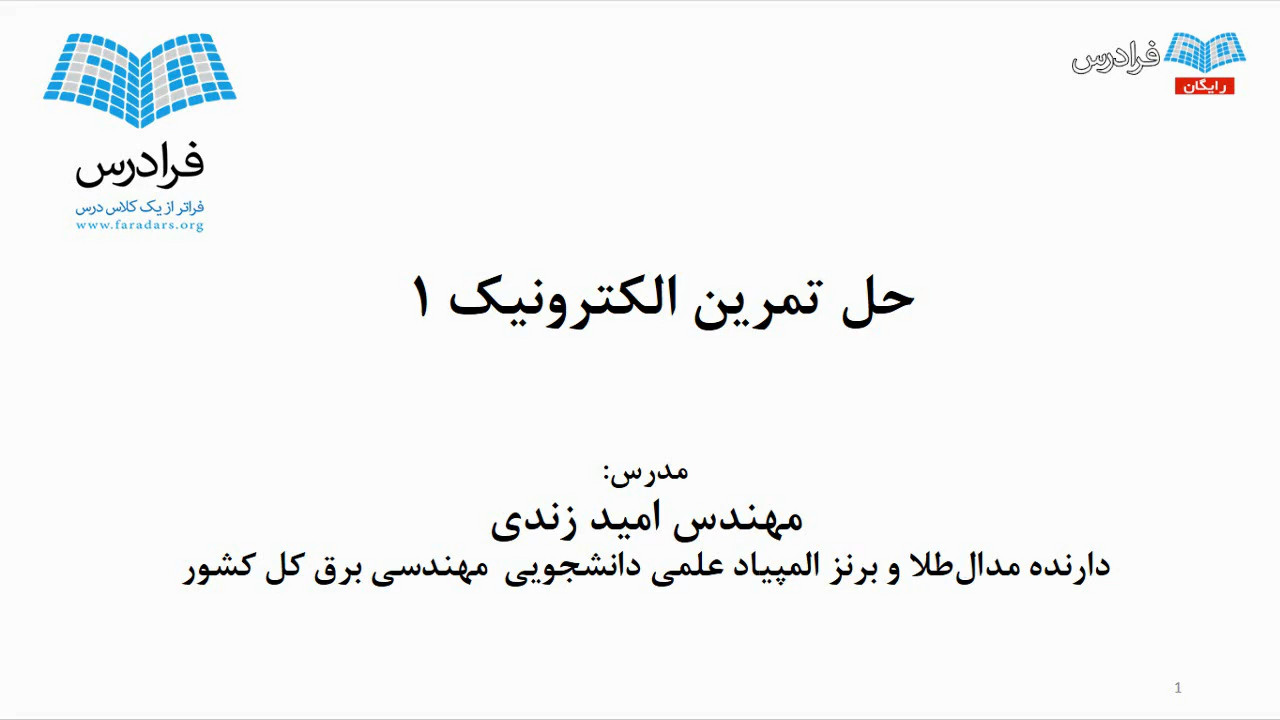 فرادرس
رایگان
فرادرس
فراتر از یک کلاس درس
www.faradars.org
حل تمرین الکترونیک ۱
مدرس:
مهندس امید زندی
دارنده مدال‌طلا و برنز المپیاد علمی دانشجویی مهندسی برق کل کشور
1